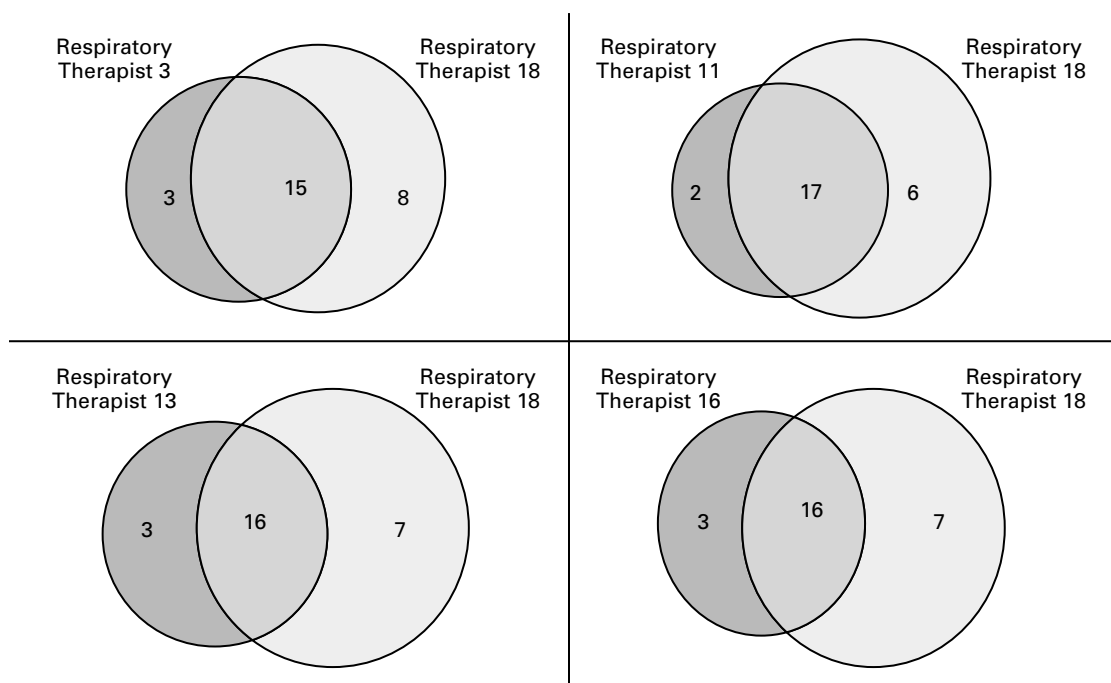 Respiratory
Therapist 3
Respiratory
Therapist 18
3
15
8
Respiratory
Therapist 11
Respiratory
Therapist 18
2
17
6
Respiratory
Therapist 13
Respiratory
Therapist 18
3
16
7
Respiratory
Therapist 16
Respiratory
Therapist 18
3
16
7